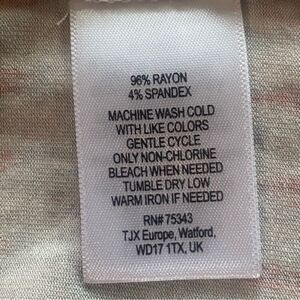 96% RAYON
4% SPANDEX
MACHINE WASH COLD
WITH LIKE COLORS
GENTLE CYCLE
ONLY NON-CHLORINE
BLEACH WHEN NEEDED
TUMBLE DRY LOW
WARM IRON IF NEEDED
RN# 75343
TJX Europe, Watford,
WD17 1TX, UK